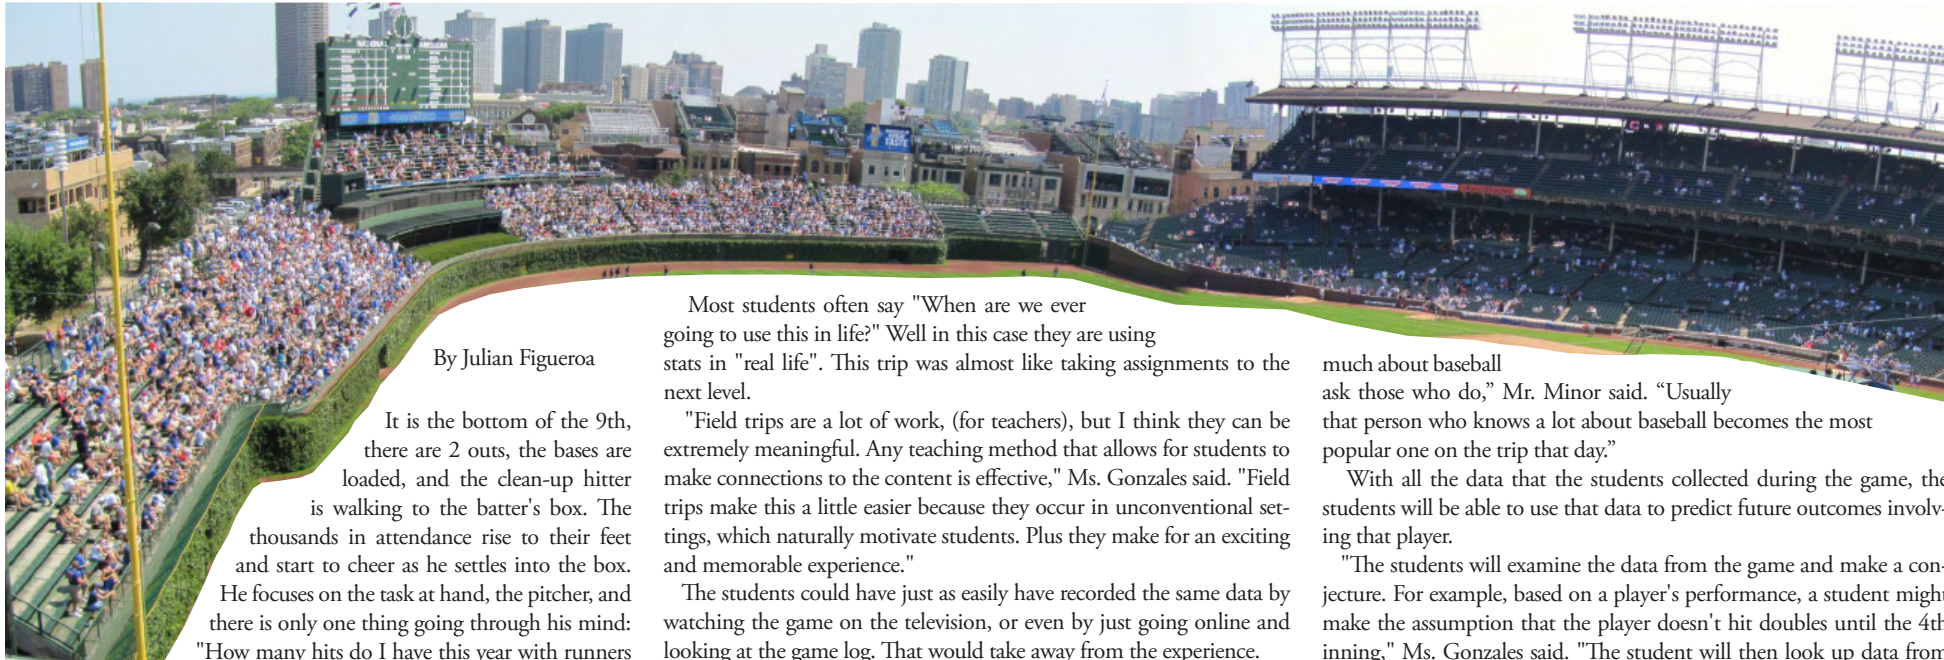 NATIONAL AMERICAN
By Julian Figueroa
It is the bottom of the 9th,
there are 2 outs, the bases are
loaded, and the clean-up hitter
is walking to the batter's box. The
thousands in attendance rise to their feet
and start to cheer as he settles into the box.
He focuses on the task at hand, the pitcher, and
there is only one thing going through his mind:
"How many hits do I have this year with runners
Most students often say "When are we ever
going to use this in life?" Well in this case they are using
stats in "real life". This trip was almost like taking assignments to the
next level.
"Field trips are a lot of work, (for teachers), but I think they can be
extremely meaningful. Any teaching method that allows for students to
make connections to the content is effective," Ms. Gonzales said. "Field
trips make this a little easier because they occur in unconventional set-
tings, which naturally motivate students. Plus they make for an exciting
and memorable experience."
The students could have just as easily have recorded the same data by
watching the game on the television, or even by just going online and
looking at the game log. That would take away from the experience.
much about baseball
ask those who do,” Mr. Minor said. “Usually
that person who knows a lot about baseball becomes the most
popular one on the trip that day.”
With all the data that the students collected during the game, the
students will be able to use that data to predict future outcomes involv-
ing that player.
"The students will examine the data from the game and make a con-
jecture. For example, based on a player's performance, a student might
make the assumption that the player doesn't hit doubles until the 4th
inning," Ms. Gonzales said. "The student will then look up data from